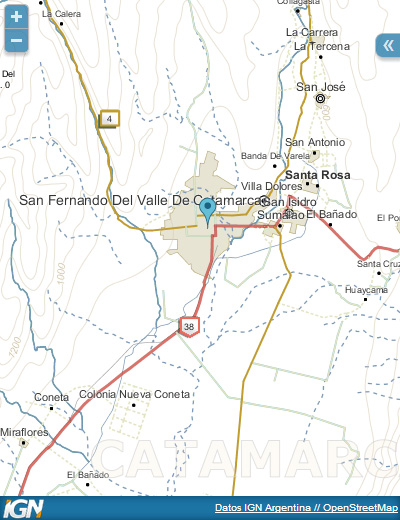 Collagasta
La Calera
+
−
La Carrera
La Tercena
«
Del
. 0
San José
4
San Antonio
Banda De Varela
Santa Rosa
Villa Dolores
San Fernando Del Valle De Catamarca
San Isidro
Sumalao
El Bañado
El Po
Santa Cruz
1000
Huaycama
38
1200
Coneta
Colonia Nueva Coneta
Miraflores
CATAMARC
El Bañado
IGN
Datos IGN Argentina // OpenStreetMap